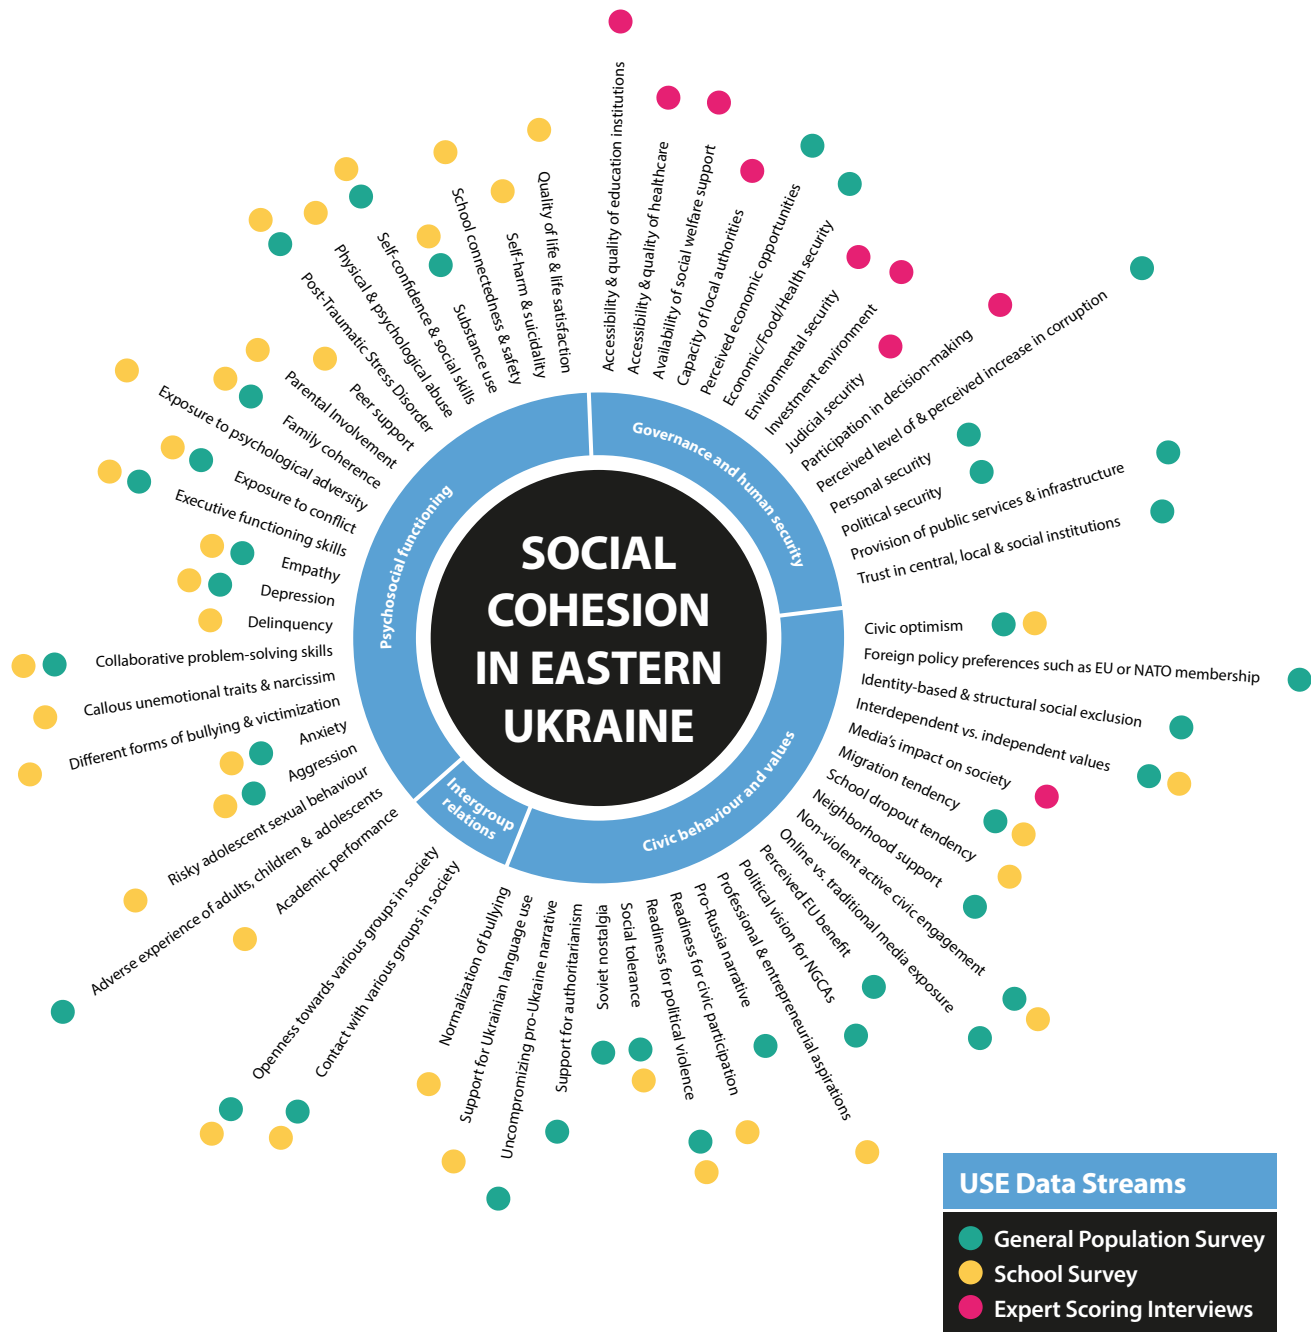 SOCIAL
COHESION
IN EASTERN
UKRAINE
Governance and human security
Accessibility & quality of education institutions
Accessibility & quality of healthcare
Availability of social welfare support
Capacity of local authorities
Perceived economic opportunities
Economic/Food/Health security
Environmental security
Investment environment
Judicial security
Participation in decision-making
Perceived level of & perceived increase in corruption
Personal security
Political security
Provision of public services & infrastructure
Trust in central, local & social institutions
Civic behaviour and values
Civic optimism
Foreign policy preferences such as EU or NATO membership
Identity-based & structural social exclusion
Interdependent vs. independent values
Media's impact on society
Migration tendency
School dropout tendency
Neighborhood support
Non-violent active civic engagement
Online vs. traditional media exposure
Perceived EU benefit
Political vision for NGCAs
Professional & entrepreneurial aspirations
Pro-Russia narrative
Readiness for civic participation
Readiness for political violence
Social tolerance
Soviet nostalgia
Support for authoritarianism
Uncompromizing pro-Ukraine narrative
Support for Ukrainian language use
Normalization of bullying
Intergroup
relations
Contact with various groups in society
Openness towards various groups in society
Psychosocial functioning
Academic performance
Adverse experience of adults, children & adolescents
Risky adolescent sexual behaviour
Aggression
Anxiety
Different forms of bullying & victimization
Callous unemotional traits & narcissim
Collaborative problem-solving skills
Delinquency
Depression
Empathy
Executive functioning skills
Exposure to conflict
Exposure to psychological adversity
Family coherence
Parental Involvement
Peer support
Post-Traumatic Stress Disorder
Physical & psychological abuse
Self-confidence & social skills
Substance use
School connectedness & safety
Self-harm & suicidality
Quality of life & life satisfaction
USE Data Streams
General Population Survey
School Survey
Expert Scoring Interviews